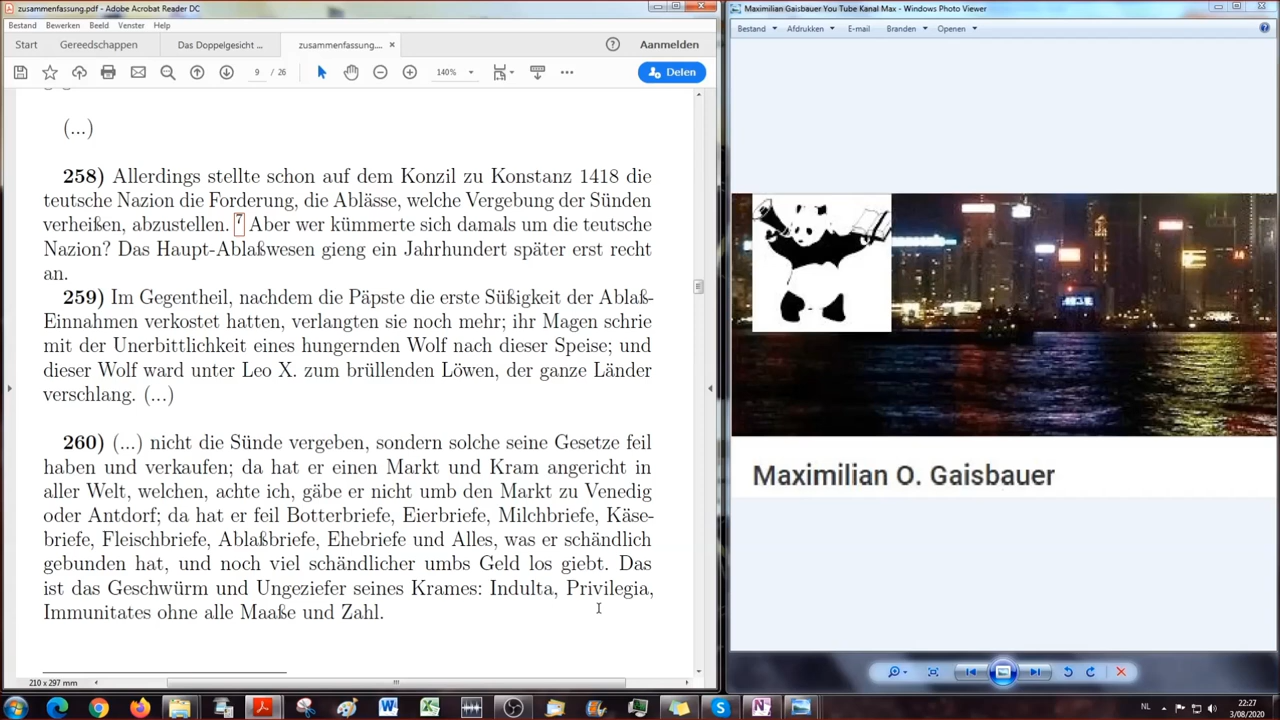 zusammenfassung.pdf - Adobe Acrobat Reader DC
Bestand Bewerken Beeld Venster Help
Start Gereedschappen Das Doppelgesicht ... zusammenfassung.... × Anmelden
9 / 26 140% Delen
(...)
258) Allerdings stellte schon auf dem Konzil zu Konstanz 1418 die
teutsche Nazion die Forderung, die Ablässe, welche Vergebung der Sünden
verheißen, abzustellen. 7 Aber wer kümmerte sich damals um die teutsche
Nazion? Das Haupt-Ablaßwesen gieng ein Jahrhundert später erst recht
an.
259) Im Gegentheil, nachdem die Päpste die erste Süßigkeit der Ablaß-
Einnahmen verkostet hatten, verlangten sie noch mehr; ihr Magen schrie
mit der Unerbittlichkeit eines hungernden Wolf nach dieser Speise; und
dieser Wolf ward unter Leo X. zum brüllenden Löwen, der ganze Länder
verschlang. (...)
260) (...) nicht die Sünde vergeben, sondern solche seine Gesetze feil
haben und verkaufen; da hat er einen Markt und Kram angericht in
aller Welt, welchen, achte ich, gäbe er nicht umb den Markt zu Venedig
oder Antdorf; da hat er feil Botterbriefe, Eierbriefe, Milchbriefe, Käse-
briefe, Fleischbriefe, Ablaßbriefe, Ehebriefe und Alles, was er schändlich
gebunden hat, und noch viel schändlicher umbs Geld los giebt. Das
ist das Geschwürm und Ungeziefer seines Krames: Indulta, Privilegia,
Immunitates ohne alle Maaße und Zahl.
210 x 297 mm
Maximilian Gaisbauer You Tube Kanal Max - Windows Photo Viewer
Bestand Afdrukken E-mail Branden Openen
Maximilian O. Gaisbauer
NL 22:27
3/08/2020